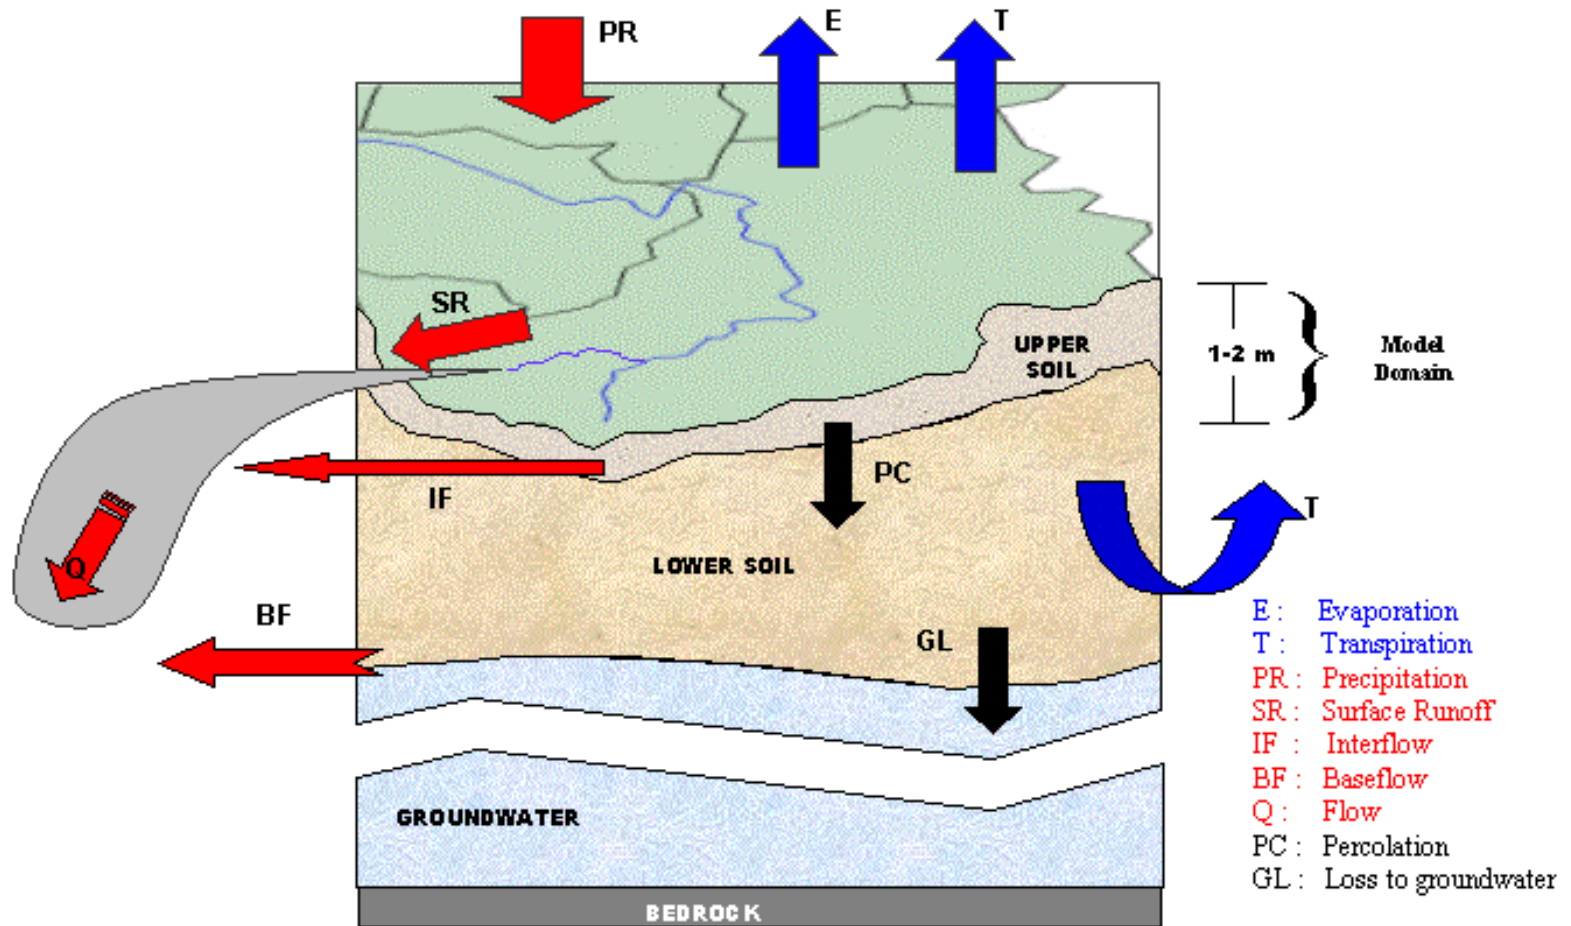 PR
E
T
SR
UPPER
SOIL
1-2 m
Model
Domain
PC
IF
T
LOWER SOIL
Q
BF
GL
E : Evaporation
T : Transpiration
PR : Precipitation
SR : Surface Runoff
IF : Interflow
BF : Baseflow
Q : Flow
PC : Percolation
GL : Loss to groundwater
GROUNDWATER
BEDROCK